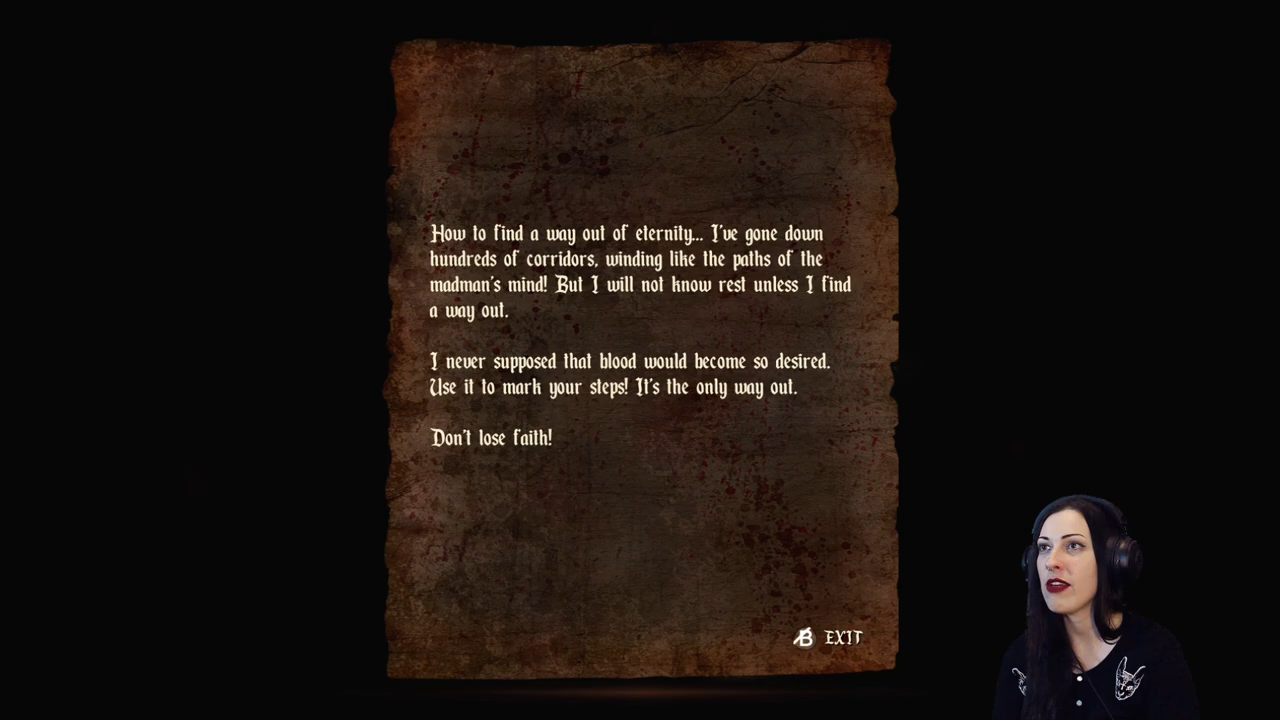 How to find a way out of eternity... I've gone down
hundreds of corridors, winding like the paths of the
madman's mind! But I will not know rest unless I find
a way out.
I never supposed that blood would become so desired.
Use it to mark your steps! It's the only way out.
Don't lose faith!
B EXIT